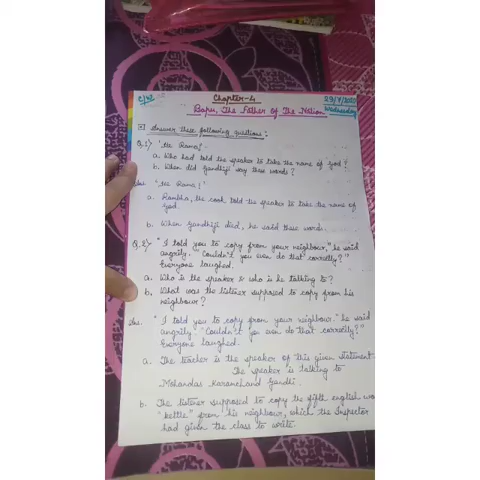 C/W
Chapter-4
29/7/2020
Wednesday
Bapu, The Father Of The Nation
Answer these following questions:
Q.1) "He Rama!"
a. Who had told the speaker to take the name of God?
b. When did Gandhiji say these words?
Ans. "He Rama!"
a. Rambha, the cook told the speaker to take the name of
God.
b. When Gandhiji died, he said these words.
Q.2) "I told you to copy from your neighbour," he said
angrily. "Couldn't you even do that correctly?"
Everyone laughed.
a. Who is the speaker & who is he talking to?
b. What was the listener supposed to copy from his
neighbour?
Ans. "I told you to copy from your neighbour." he said
angrily "Couldn't you even do that correctly?"
Everyone laughed.
a. The teacher is the speaker of this given statement.
The speaker is talking to
Mohandas Karamchand Gandhi.
b. The listener supposed to copy the fifth english wo
"kettle" from his neighbour, which the Inspector
had given the class to write.